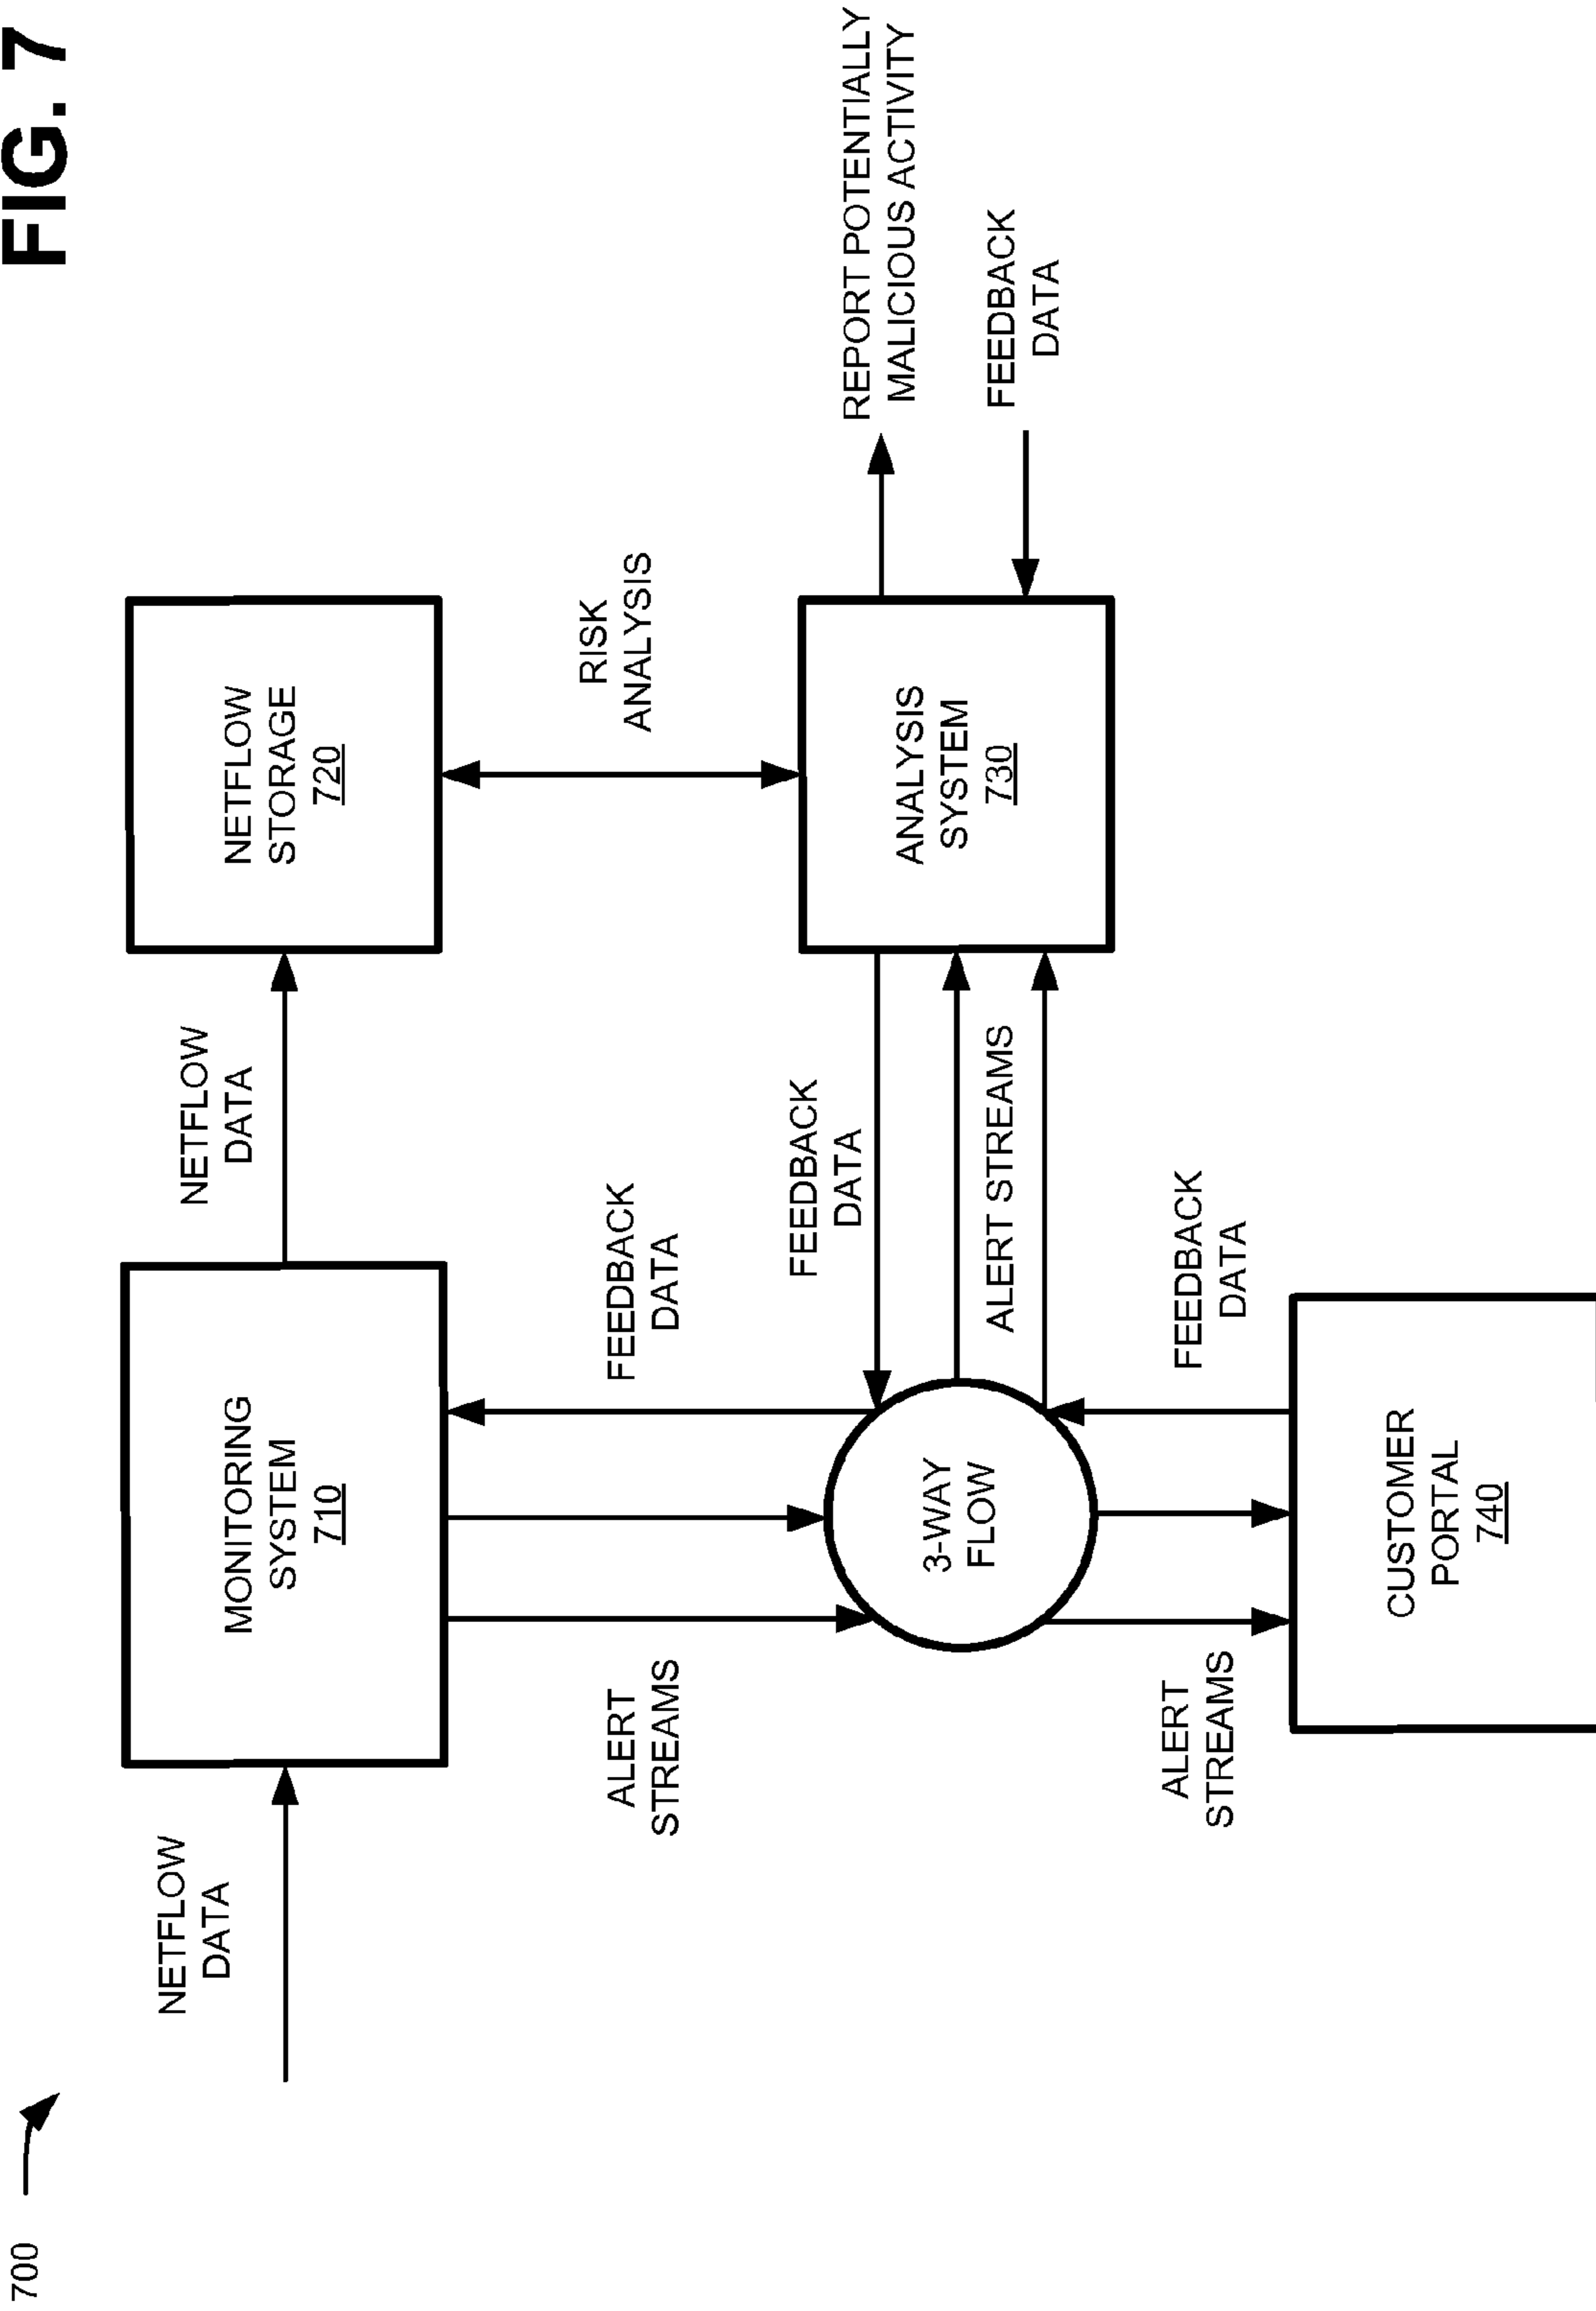 FIG. 7
700
NETFLOW
DATA
MONITORING
SYSTEM
710
NETFLOW
DATA
NETFLOW
STORAGE
720
ALERT
STREAMS
FEEDBACK
DATA
RISK
ANALYSIS
3-WAY
FLOW
FEEDBACK
DATA
ALERT STREAMS
ANALYSIS
SYSTEM
730
REPORT POTENTIALLY
MALICIOUS ACTIVITY
FEEDBACK
DATA
ALERT
STREAMS
FEEDBACK
DATA
CUSTOMER
PORTAL
740